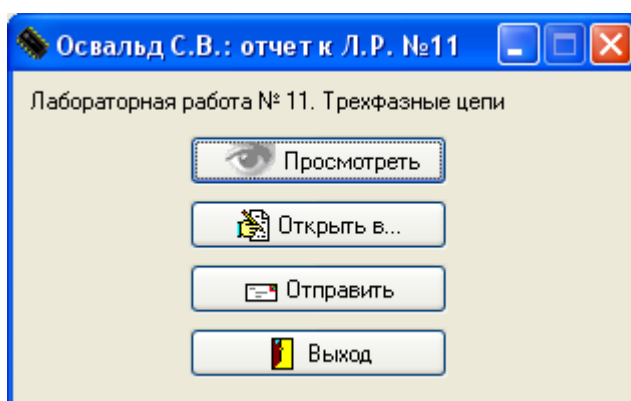 Освальд С.В.: отчет к Л.Р. №11
Лабораторная работа № 11. Трехфазные цепи
Просмотреть
Открыть в...
Отправить
Выход